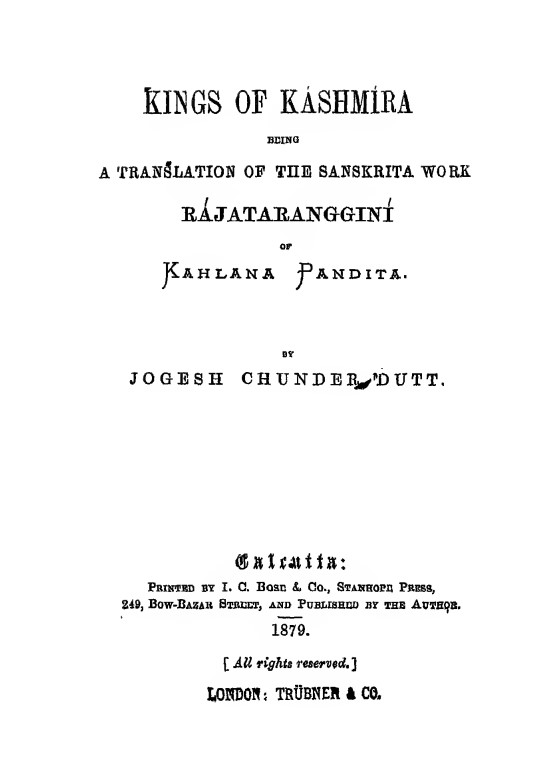 KINGS OF KÁSHMÍRA
BEING
A TRANSLATION OF THE SANSKRITA WORK
RÁJATARANGGINÍ
OF
KAHLANA PANDITA.
BY
JOGESH CHUNDER DUTT.
Calcutta:
PRINTED BY I. C. BOSE & CO., STANHOPE PRESS,
249, BOW-BAZAR STREET, AND PUBLISHED BY THE AUTHOR.
1879.
[ All rights reserved. ]
LONDON: TRÜBNER & CO.